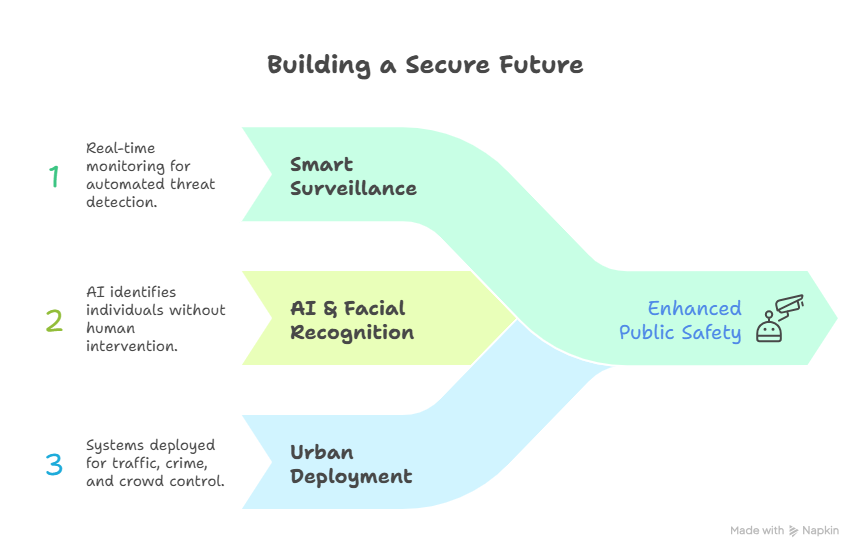 Building a Secure Future
1
Real-time
monitoring for
automated threat
detection.
Smart
Surveillance
2
AI identifies
individuals without
human
intervention.
AI & Facial
Recognition
Enhanced
Public Safety
3
Systems deployed
for traffic, crime,
and crowd control.
Urban
Deployment
Made with Napkin